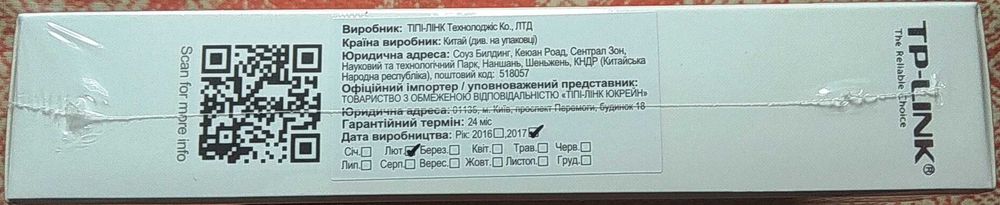 Scan for more info
Виробник: ТІПІ-ЛІНК Технолоджіс Ко., ЛТД
Країна виробник: Китай (див. на упаковці)
Юридична адреса: Соуз Билдинг, Кеюан Роад, Сентрал Зон,
Науковий та технологічний Парк, Наншань, Шеньжень, КНДР (Китайська
Народна республіка), поштовий код: 518057
Офіційний імпортер / уповноважений представник:
ТОВАРИСТВО З ОБМЕЖЕНОЮ ВІДПОВІДАЛЬНІСТЮ «ТІПІ-ЛІНК ЮКРЕЙН»
Юридична адреса: 01135, м. Київ, проспект Перемоги, будинок 18
Гарантійний термін: 24 міс
Дата виробництва: Рік: 2016☐,2017☑
Січ.☐ Лют.☑ Берез.☐ Квіт.☐ Трав.☐ Черв.☐
Лип.☐ Серп.☐ Верес.☐ Жовт.☐ Листоп.☐ Груд.☐
TP-LINK®
The Reliable Choice